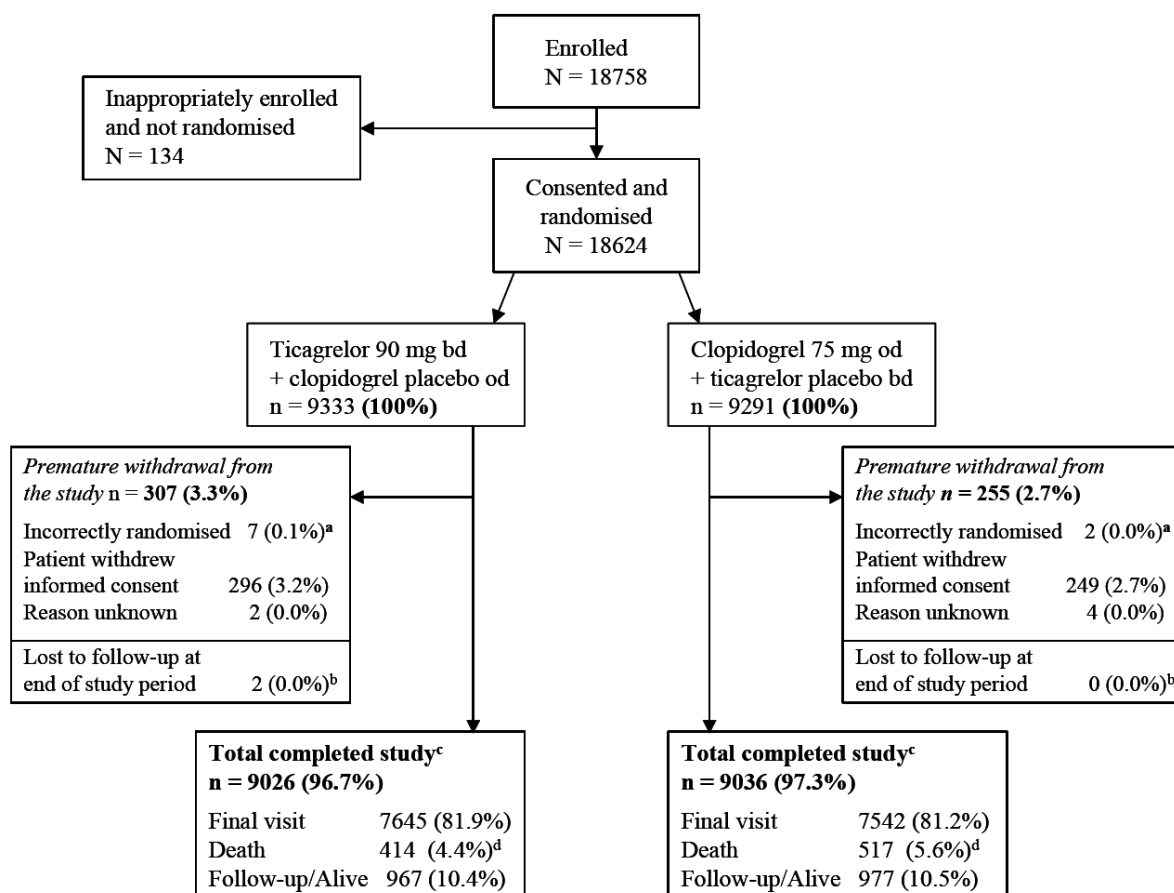 Enrolled
N = 18758
Inappropriately enrolled
and not randomised
N = 134
Consented and
randomised
N = 18624
Ticagrelor 90 mg bd
+ clopidogrel placebo od
n = 9333 (100%)
Clopidogrel 75 mg od
+ ticagrelor placebo bd
n = 9291 (100%)
Premature withdrawal from
the study n = 307 (3.3%)
Incorrectly randomised 7 (0.1%)a
Patient withdrew
informed consent 296 (3.2%)
Reason unknown 2 (0.0%)
Lost to follow-up at
end of study period 2 (0.0%)b
Premature withdrawal from
the study n = 255 (2.7%)
Incorrectly randomised 2 (0.0%)a
Patient withdrew
informed consent 249 (2.7%)
Reason unknown 4 (0.0%)
Lost to follow-up at
end of study period 0 (0.0%)b
Total completed studyc
n = 9026 (96.7%)
Final visit 7645 (81.9%)
Death 414 (4.4%)d
Follow-up/Alive 967 (10.4%)
Total completed studyc
n = 9036 (97.3%)
Final visit 7542 (81.2%)
Death 517 (5.6%)d
Follow-up/Alive 977 (10.5%)